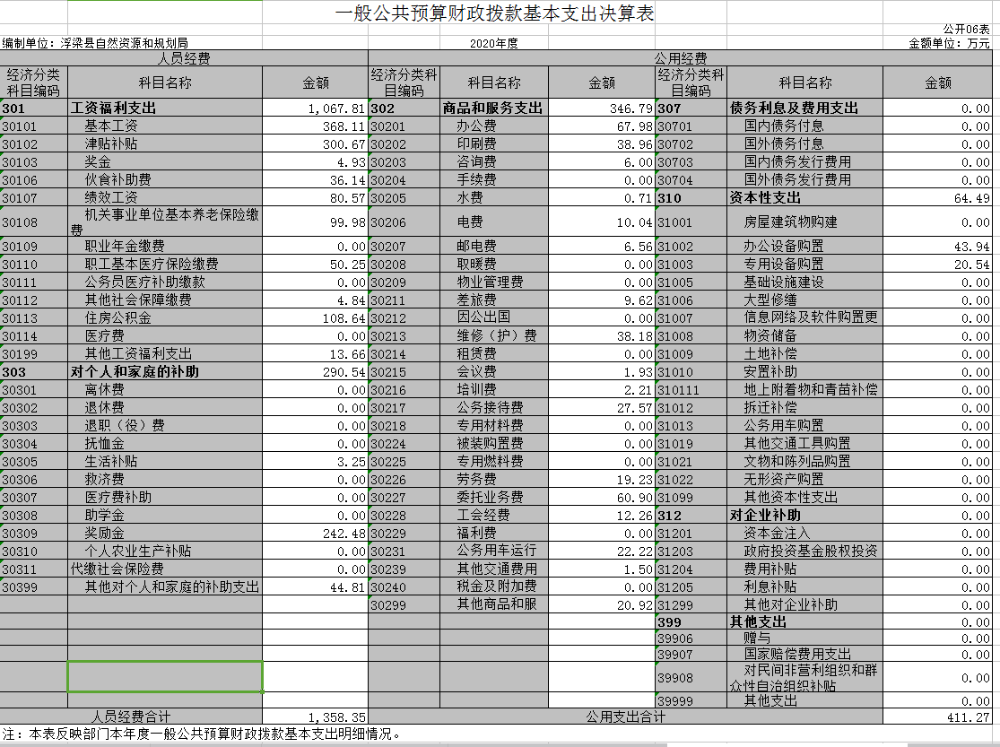 一般公共预算财政拨款基本支出决算表
公开06表
编制单位：浮梁县自然资源和规划局 2020年度 金额单位：万元
人员经费 公用经费
经济分类科目编码 科目名称 金额 经济分类科目编码 科目名称 金额 经济分类科目编码 科目名称 金额
301 工资福利支出 1,067.81 302 商品和服务支出 346.79 307 债务利息及费用支出 0.00
30101 基本工资 368.11 30201 办公费 67.98 30701 国内债务付息 0.00
30102 津贴补贴 300.67 30202 印刷费 38.96 30702 国外债务付息 0.00
30103 奖金 4.93 30203 咨询费 6.00 30703 国内债务发行费用 0.00
30106 伙食补助费 36.14 30204 手续费 0.00 30704 国外债务发行费用 0.00
30107 绩效工资 80.57 30205 水费 0.71 310 资本性支出 64.49
30108 机关事业单位基本养老保险缴费 99.98 30206 电费 10.04 31001 房屋建筑物购建 0.00
30109 职业年金缴费 0.00 30207 邮电费 6.56 31002 办公设备购置 43.94
30110 职工基本医疗保险缴费 50.25 30208 取暖费 0.00 31003 专用设备购置 20.54
30111 公务员医疗补助缴款 0.00 30209 物业管理费 0.00 31005 基础设施建设 0.00
30112 其他社会保障缴费 4.84 30211 差旅费 9.62 31006 大型修缮 0.00
30113 住房公积金 108.64 30212 因公出国 0.00 31007 信息网络及软件购置更 0.00
30114 医疗费 0.00 30213 维修（护）费 38.18 31008 物资储备 0.00
30199 其他工资福利支出 13.66 30214 租赁费 0.00 31009 土地补偿 0.00
303 对个人和家庭的补助 290.54 30215 会议费 1.93 31010 安置补助 0.00
30301 离休费 0.00 30216 培训费 2.21 310111 地上附着物和青苗补偿 0.00
30302 退休费 0.00 30217 公务接待费 27.57 31012 拆迁补偿 0.00
30303 退职（役）费 0.00 30218 专用材料费 0.00 31013 公务用车购置 0.00
30304 抚恤金 0.00 30224 被装购置费 0.00 31019 其他交通工具购置 0.00
30305 生活补贴 3.25 30225 专用燃料费 0.00 31021 文物和陈列品购置 0.00
30306 救济费 0.00 30226 劳务费 19.23 31022 无形资产购置 0.00
30307 医疗费补助 0.00 30227 委托业务费 60.90 31099 其他资本性支出 0.00
30308 助学金 0.00 30228 工会经费 12.26 312 对企业补助 0.00
30309 奖励金 242.48 30229 福利费 0.00 31201 资本金注入 0.00
30310 个人农业生产补贴 0.00 30231 公务用车运行 22.22 31203 政府投资基金股权投资 0.00
30311 代缴社会保险费 0.00 30239 其他交通费用 1.50 31204 费用补贴 0.00
30399 其他对个人和家庭的补助支出 44.81 30240 税金及附加费 0.00 31205 利息补贴 0.00
30299 其他商品和服 20.92 31299 其他对企业补助 0.00
399 其他支出 0.00
39906 赠与 0.00
39907 国家赔偿费用支出 0.00
39908 对民间非营利组织和群众性自治组织补贴 0.00
39999 其他支出 0.00
人员经费合计 1,358.35 公用支出合计 411.27
注：本表反映部门本年度一般公共预算财政拨款基本支出明细情况。